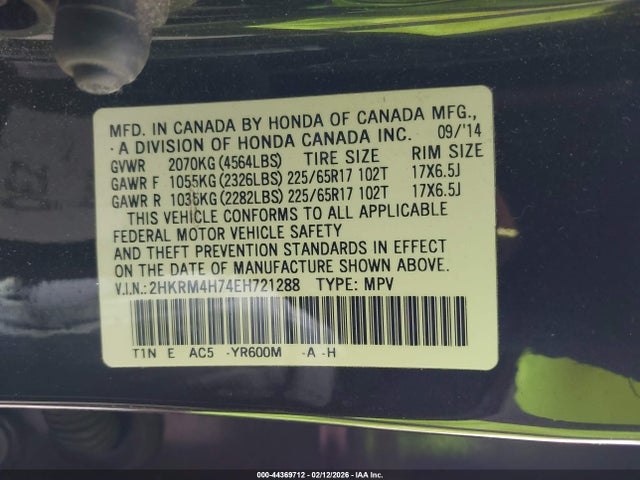 MFD. IN CANADA BY HONDA OF CANADA MFG.,
·A DIVISION OF HONDA CANADA INC. 09/'14
GVWR 2070KG (4564LBS) TIRE SIZE RIM SIZE
GAWR F 1055KG (2326LBS) 225/65R17 102T 17X6.5J
GAWR R 1035KG (2282LBS) 225/65R17 102T 17X6.5J
THIS VEHICLE CONFORMS TO ALL APPLICABLE
FEDERAL MOTOR VEHICLE SAFETY
AND THEFT PREVENTION STANDARDS IN EFFECT
ON THE DATE OF MANUFACTURE SHOWN ABOVE.
V.I.N.:2HKRM4H74EH721288 TYPE: MPV
T1N E AC5 -YR600M -A -H
000-44369712 - 02/12/2026 - IAA Inc.